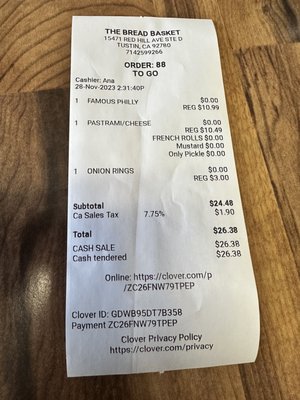 THE BREAD BASKET
15471 RED HILL AVE STE D
TUSTIN, CA 92780
7142599266
ORDER: 88
TO GO
Cashier: Ana
28-Nov-2023 2:31:40P
1 FAMOUS PHILLY $0.00
REG $10.99
1 PASTRAMI/CHEESE $0.00
REG $10.49
FRENCH ROLLS $0.00
Mustard $0.00
Only Pickle $0.00
1 ONION RINGS $0.00
REG $3.00
Subtotal $24.48
Ca Sales Tax 7.75% $1.90
Total $26.38
CASH SALE $26.38
Cash tendered $26.38
Online: https://clover.com/p
/ZC26FNW79TPEP
Clover ID: GDWB95DT7B358
Payment ZC26FNW79TPEP
Clover Privacy Policy
https://clover.com/privacy